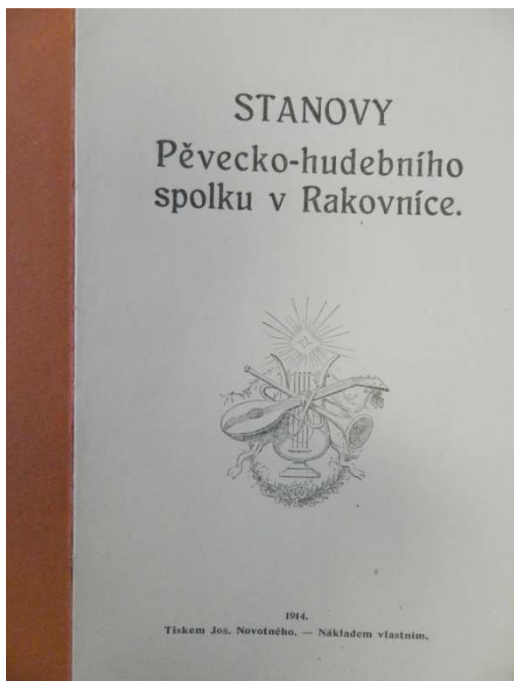 STANOVY
Pěvecko-hudebního
spolku v Rakovníce.
1914.
Tiskem Jos. Novotného. — Nákladem vlastním.